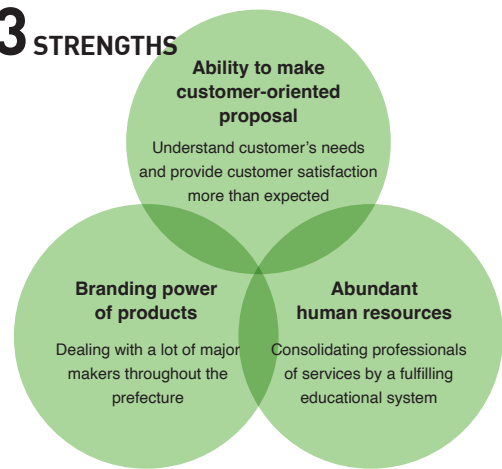 3 STRENGTHS
Ability to make
customer-oriented
proposal
Understand customer's needs
and provide customer satisfaction
more than expected
Branding power
of products
Dealing with a lot of major
makers throughout the
prefecture
Abundant
human resources
Consolidating professionals
of services by a fulfilling
educational system